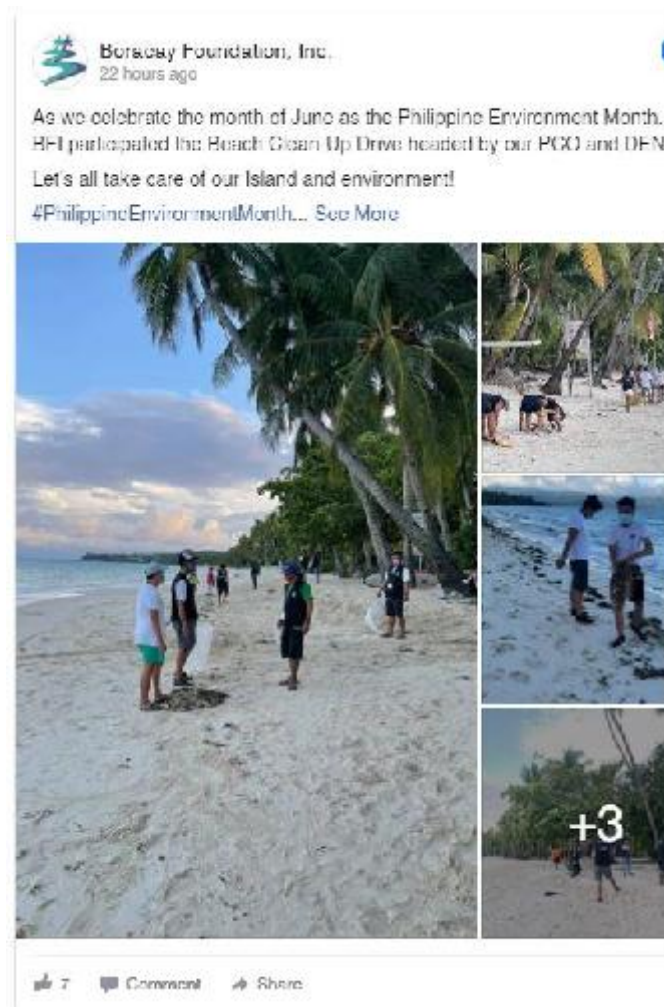 Boracay Foundation, Inc.
22 hours ago
As we celebrate the month of June as the Philippine Environment Month.
BFI participated the Beach Clean Up Drive headed by our PCO and DEN
Let's all take care of our Island and environment!
#PhilippineEnvironmentMonth... See More
+3
7 Comment Share